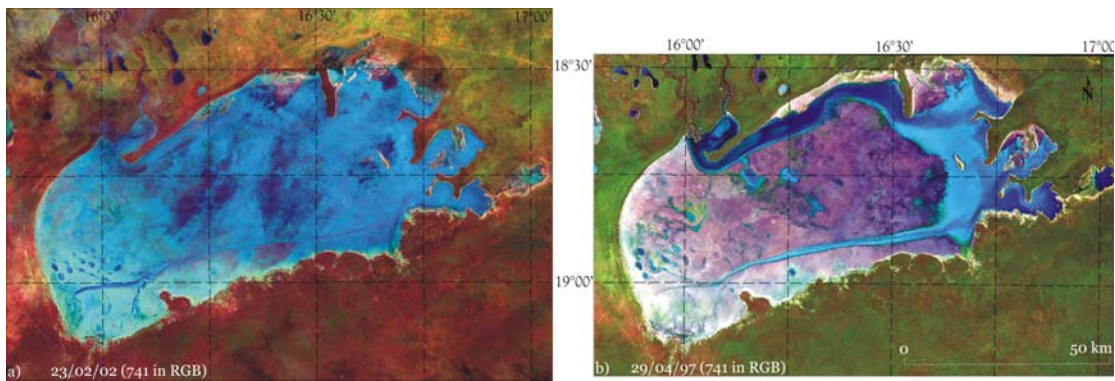 16°00' 16°30' 17°00'
16°00' 16°30' 17°00'
18°30'
19°00'
N
a) 23/02/02 (741 in RGB)
b) 29/04/97 (741 in RGB)
0 50 km